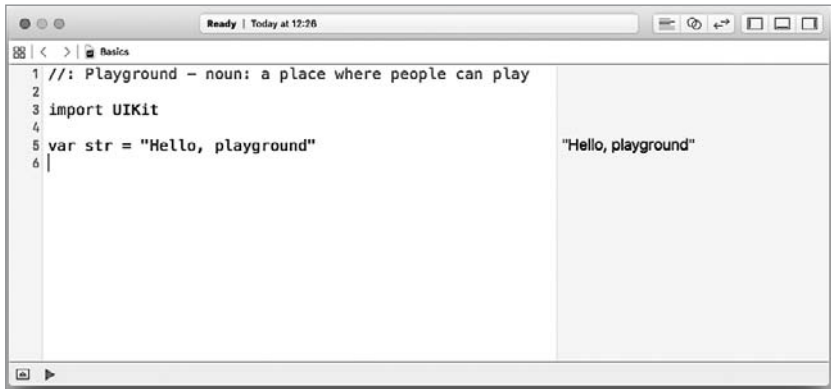 Ready | Today at 12:26
Basics
1 //: Playground – noun: a place where people can play
2
3 import UIKit
4
5 var str = "Hello, playground"
"Hello, playground"
6